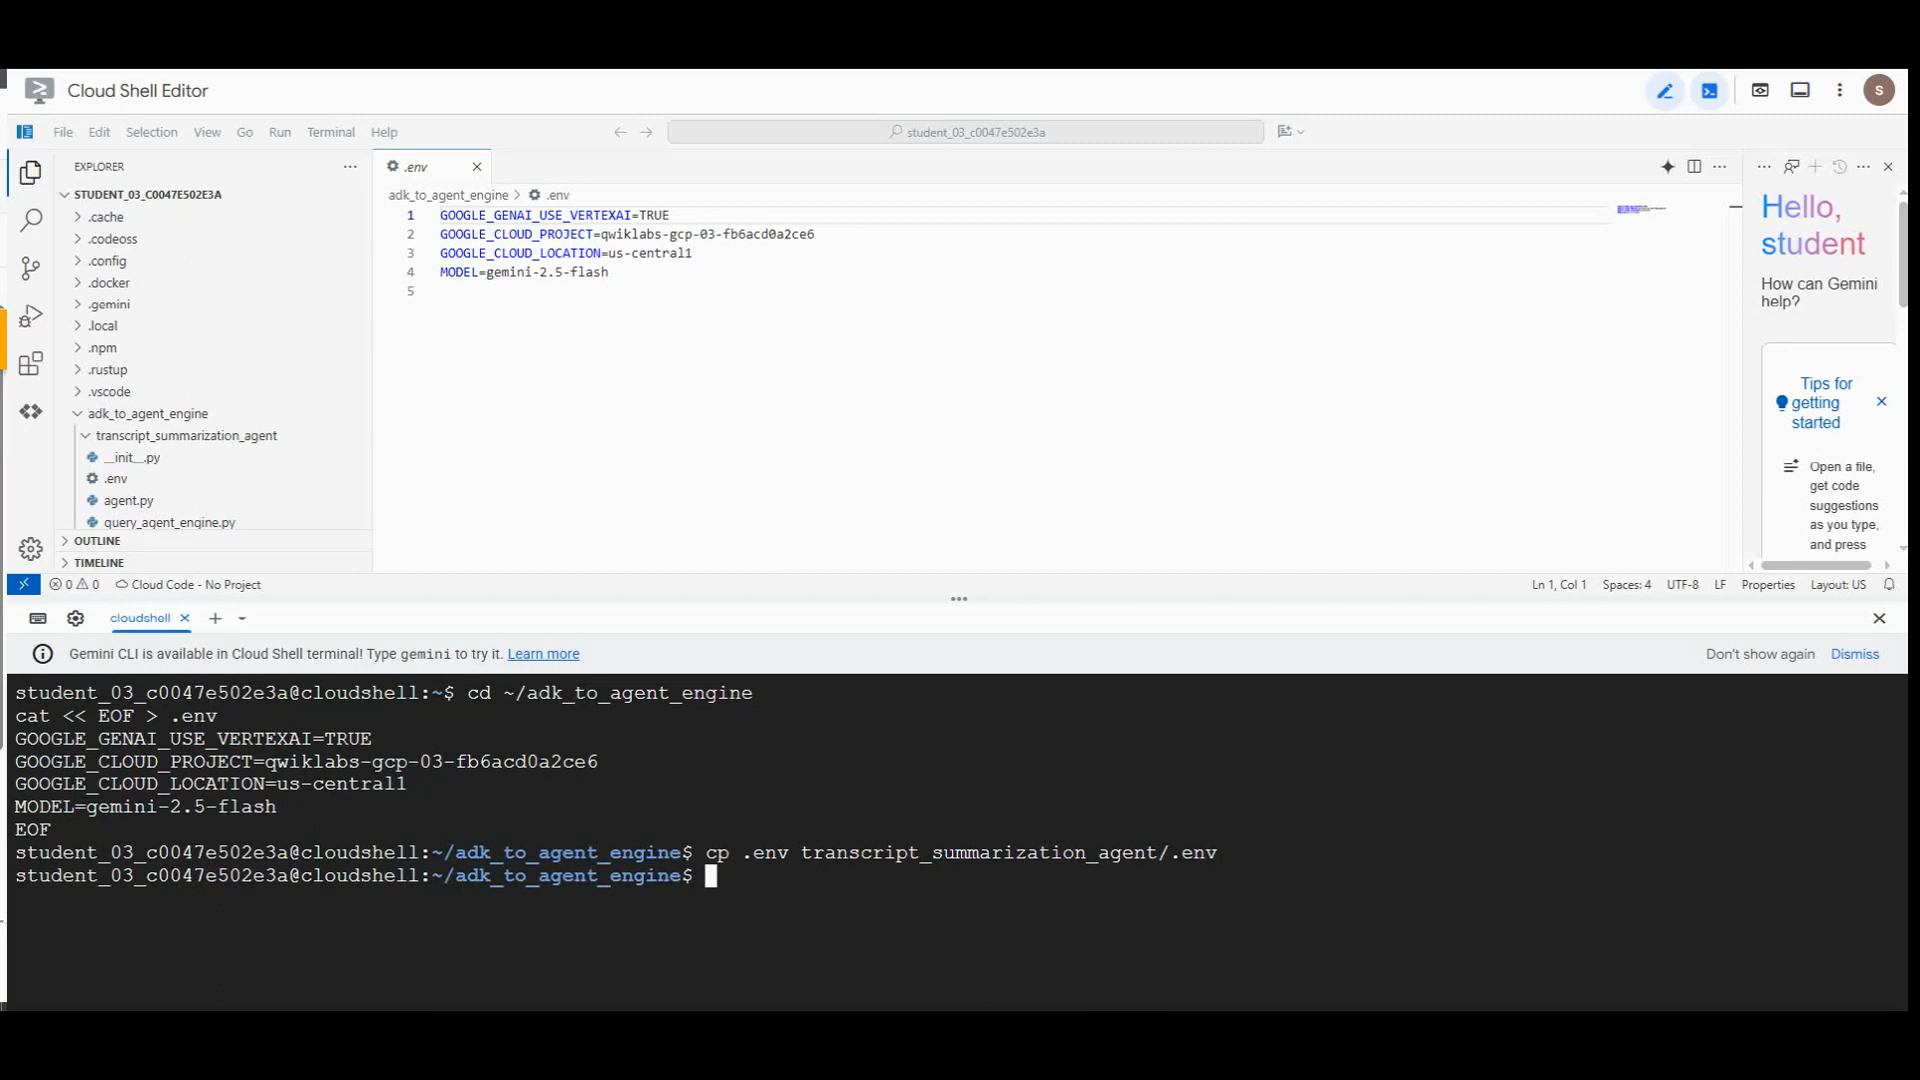 Cloud Shell Editor
S
File Edit Selection View Go Run Terminal Help
student_03_c0047e502e3a
EXPLORER
.env
STUDENT_03_C0047E502E3A
.cache
.codeoss
.config
.docker
.gemini
.local
.npm
.rustup
.vscode
adk_to_agent_engine
transcript_summarization_agent
__init__.py
.env
agent.py
query_agent_engine.py
OUTLINE
TIMELINE
adk_to_agent_engine > .env
1 GOOGLE_GENAI_USE_VERTEXAI=TRUE
2 GOOGLE_CLOUD_PROJECT=qwiklabs-gcp-03-fb6acd0a2ce6
3 GOOGLE_CLOUD_LOCATION=us-central1
4 MODEL=gemini-2.5-flash
5
Hello,
student
How can Gemini
help?
Tips for
getting
started
Open a file,
get code
suggestions
as you type,
and press
0 0 Cloud Code - No Project
Ln 1, Col 1 Spaces: 4 UTF-8 LF Properties Layout: US
cloudshell
Gemini CLI is available in Cloud Shell terminal! Type gemini to try it. Learn more
Don't show again Dismiss
student_03_c0047e502e3a@cloudshell:~$ cd ~/adk_to_agent_engine
cat << EOF > .env
GOOGLE_GENAI_USE_VERTEXAI=TRUE
GOOGLE_CLOUD_PROJECT=qwiklabs-gcp-03-fb6acd0a2ce6
GOOGLE_CLOUD_LOCATION=us-central1
MODEL=gemini-2.5-flash
EOF
student_03_c0047e502e3a@cloudshell:~/adk_to_agent_engine$ cp .env transcript_summarization_agent/.env
student_03_c0047e502e3a@cloudshell:~/adk_to_agent_engine$